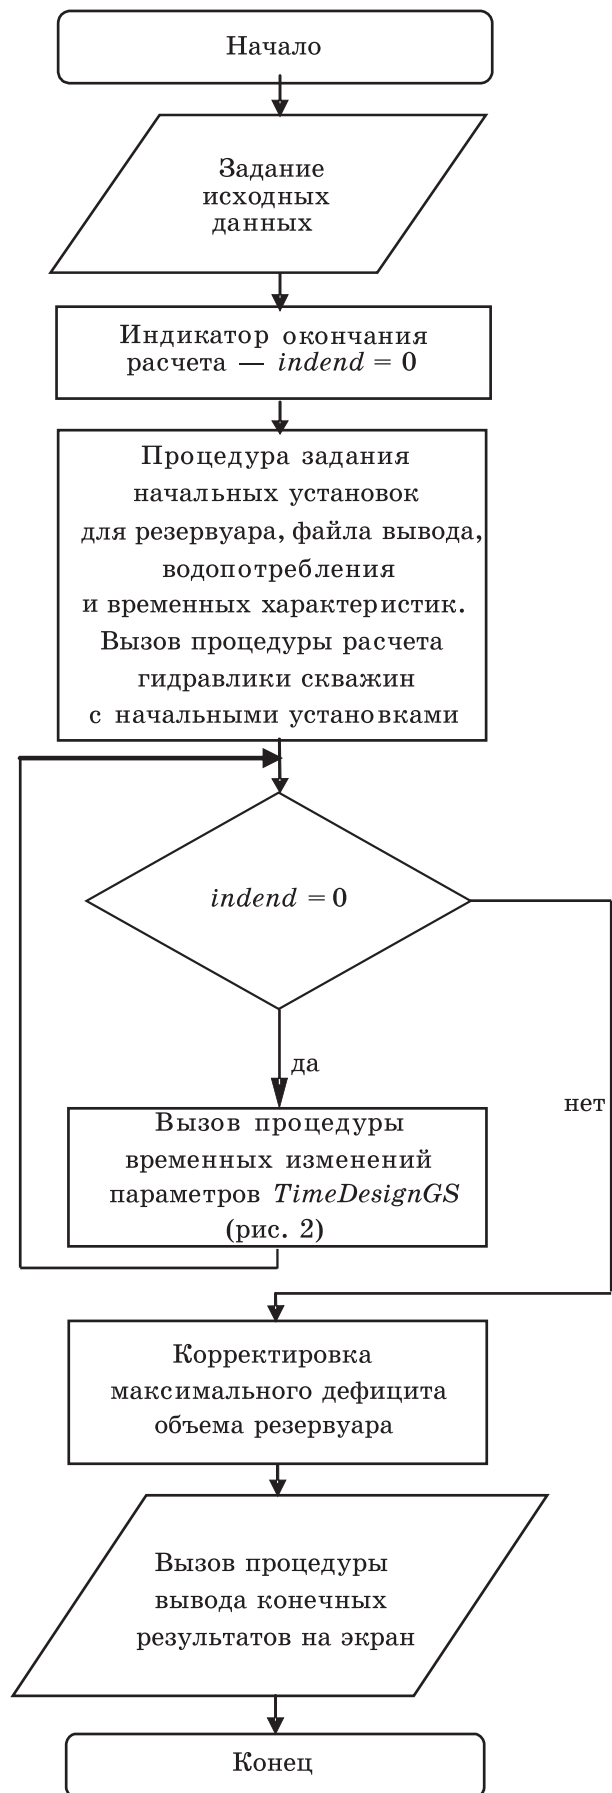 Начало
Задание
исходных
данных
Индикатор окончания
расчета — indend = 0
Процедура задания
начальных установок
для резервуара, файла вывода,
водопотребления
и временных характеристик.
Вызов процедуры расчета
гидравлики скважин
с начальными установками
indend = 0
да
нет
Вызов процедуры
временных изменений
параметров TimeDesignGS
(рис. 2)
Корректировка
максимального дефицита
объема резервуара
Вызов процедуры
вывода конечных
результатов на экран
Конец